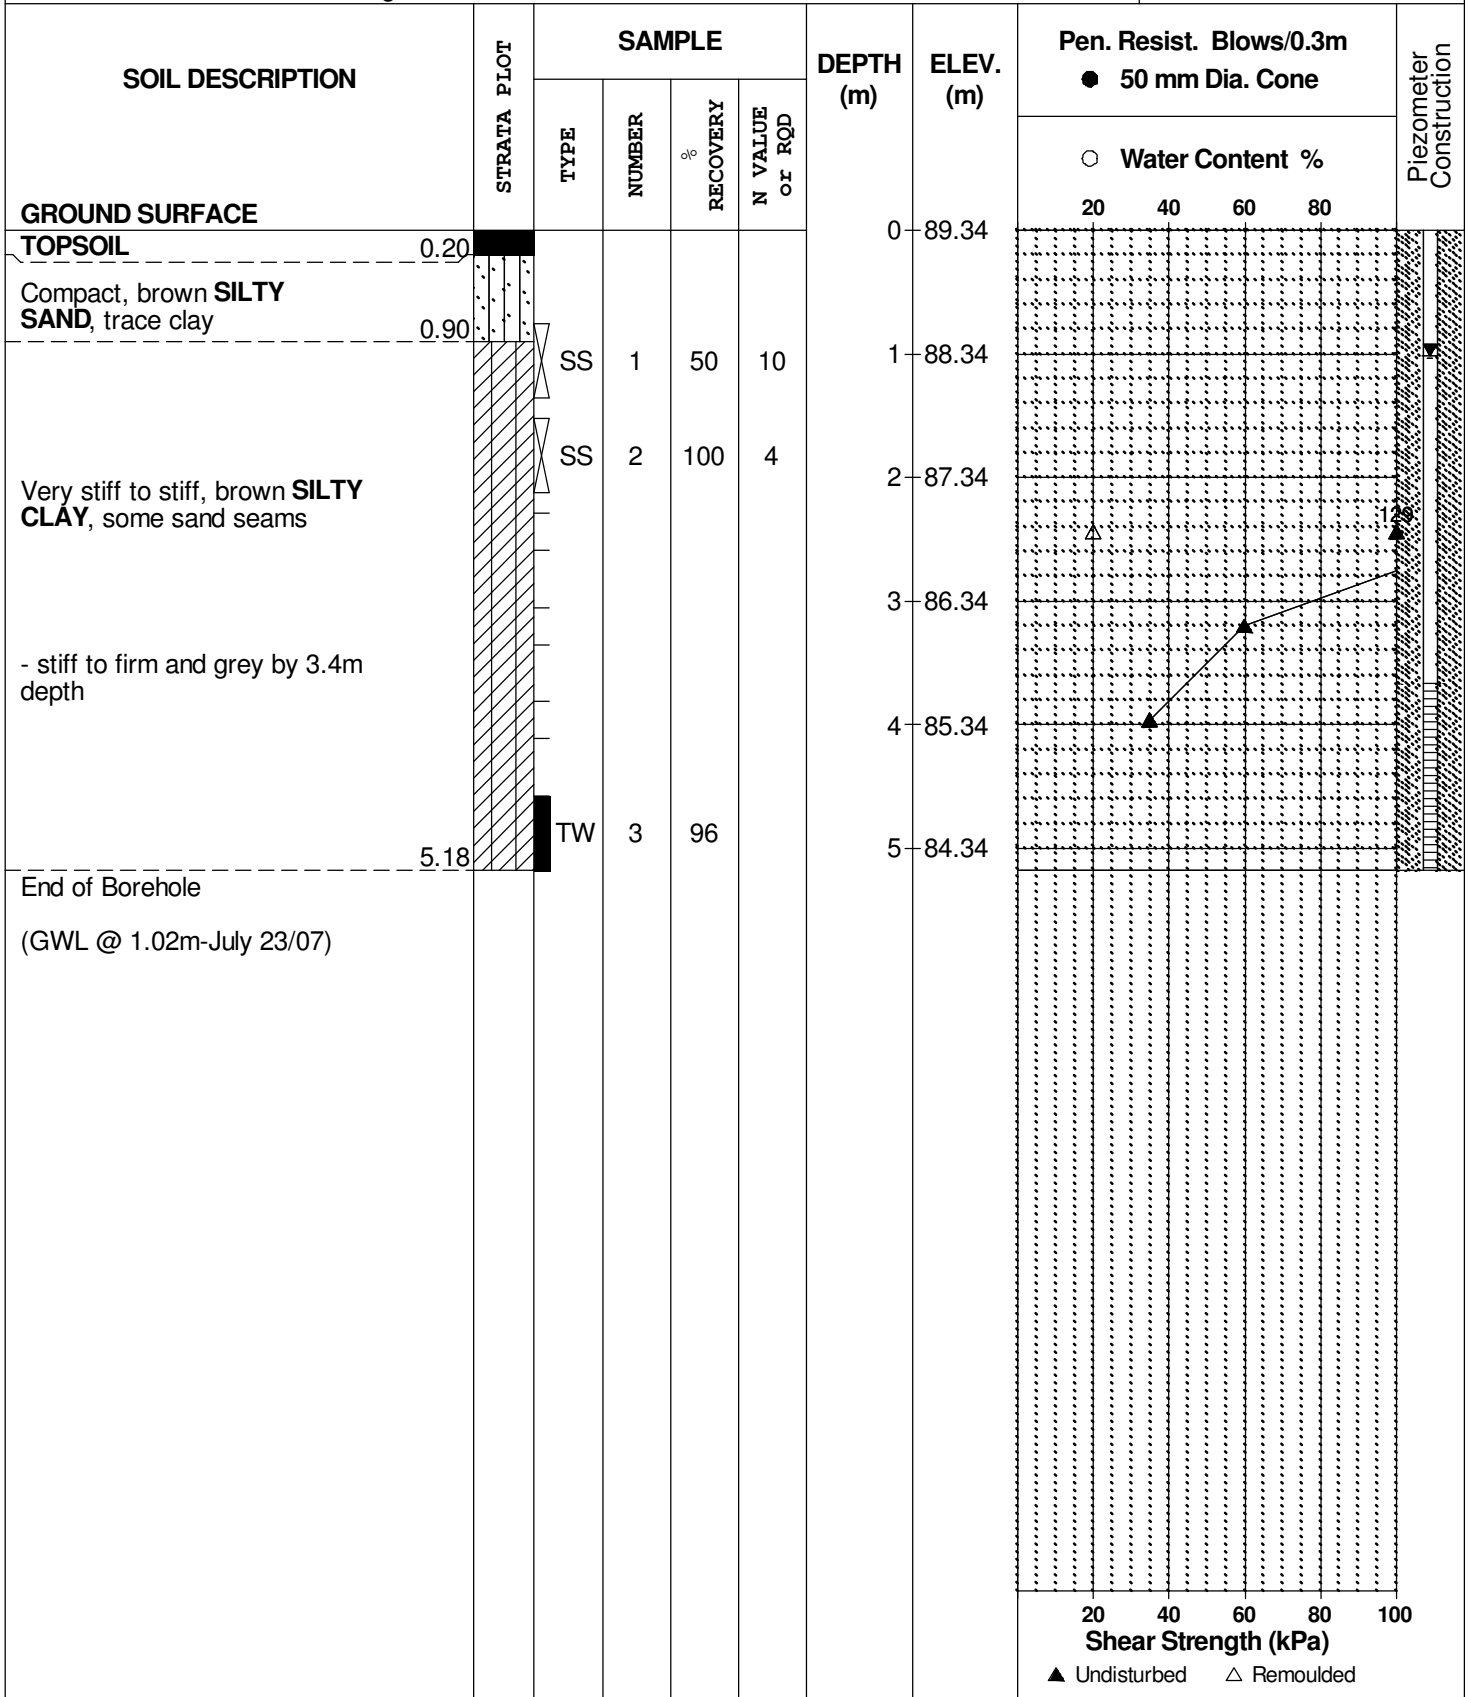 SOIL DESCRIPTION
STRATA PLOT
SAMPLE
TYPE
NUMBER
% RECOVERY
N VALUE or RQD
DEPTH (m)
ELEV. (m)
Pen. Resist. Blows/0.3m
● 50 mm Dia. Cone
○ Water Content %
20 40 60 80
Piezometer Construction
GROUND SURFACE
0 89.34
TOPSOIL 0.20
Compact, brown SILTY
SAND, trace clay 0.90
SS 1 50 10
1 88.34
SS 2 100 4
2 87.34
Very stiff to stiff, brown SILTY
CLAY, some sand seams
3 86.34
- stiff to firm and grey by 3.4m
depth
4 85.34
TW 3 96
5 84.34
5.18
End of Borehole
(GWL @ 1.02m-July 23/07)
20 40 60 80 100
Shear Strength (kPa)
▲ Undisturbed △ Remoulded